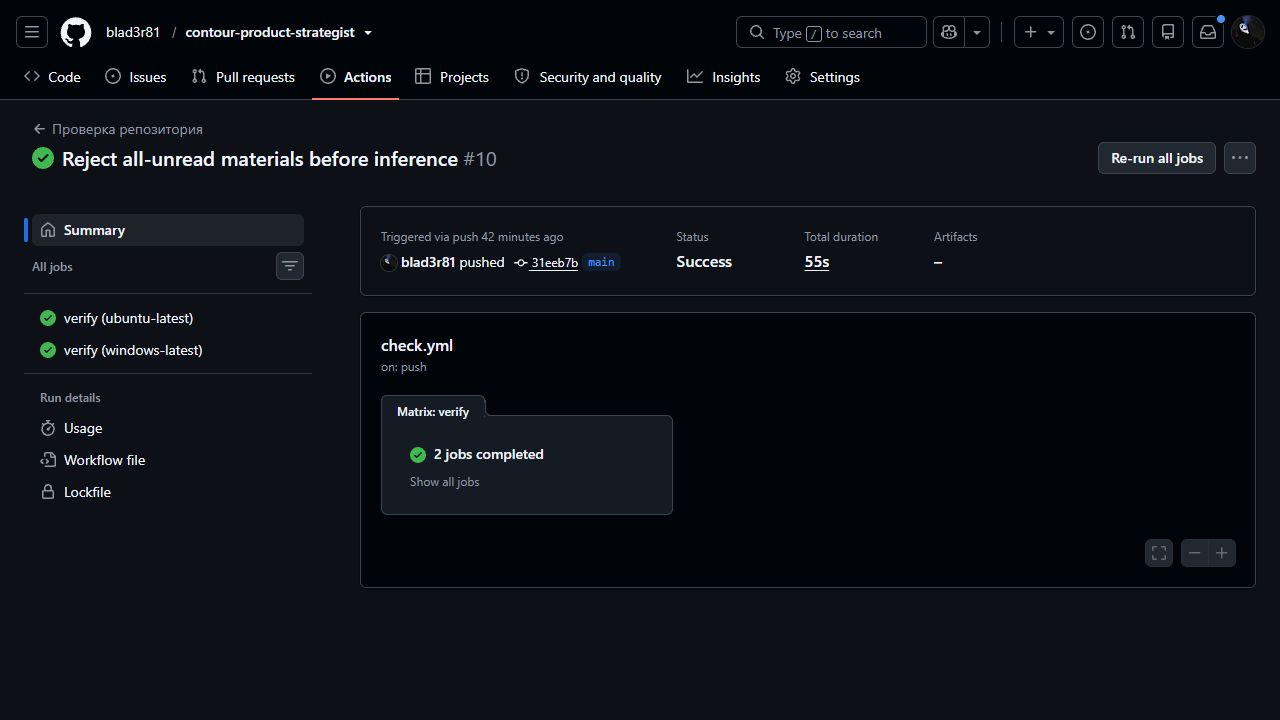 blad3r81 / contour-product-strategist
Type / to search
Code Issues Pull requests Actions Projects Security and quality Insights Settings
← Проверка репозитория
Reject all-unread materials before inference #10
Re-run all jobs
Summary
All jobs
verify (ubuntu-latest)
verify (windows-latest)
Run details
Usage
Workflow file
Lockfile
Triggered via push 42 minutes ago
blad3r81 pushed 31eeb7b main
Status
Success
Total duration
55s
Artifacts
–
check.yml
on: push
Matrix: verify
2 jobs completed
Show all jobs